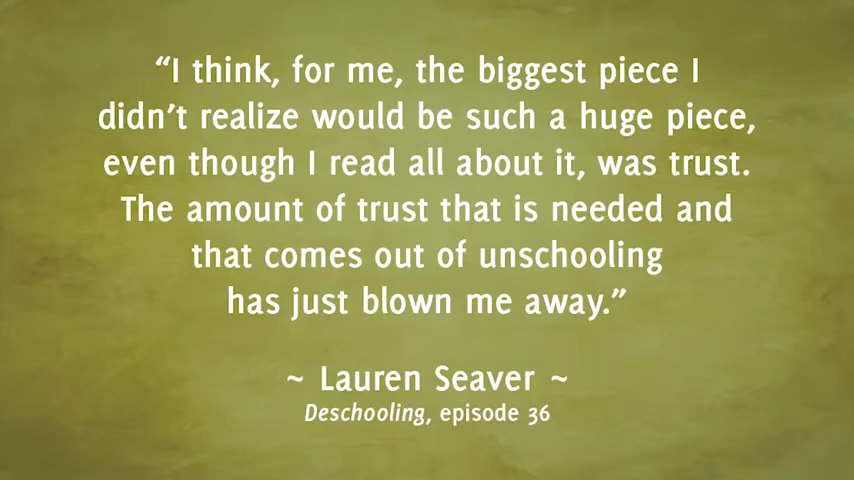 “I think, for me, the biggest piece I
didn’t realize would be such a huge piece,
even though I read all about it, was trust.
The amount of trust that is needed and
that comes out of unschooling
has just blown me away.”
~ Lauren Seaver ~
Deschooling, episode 36